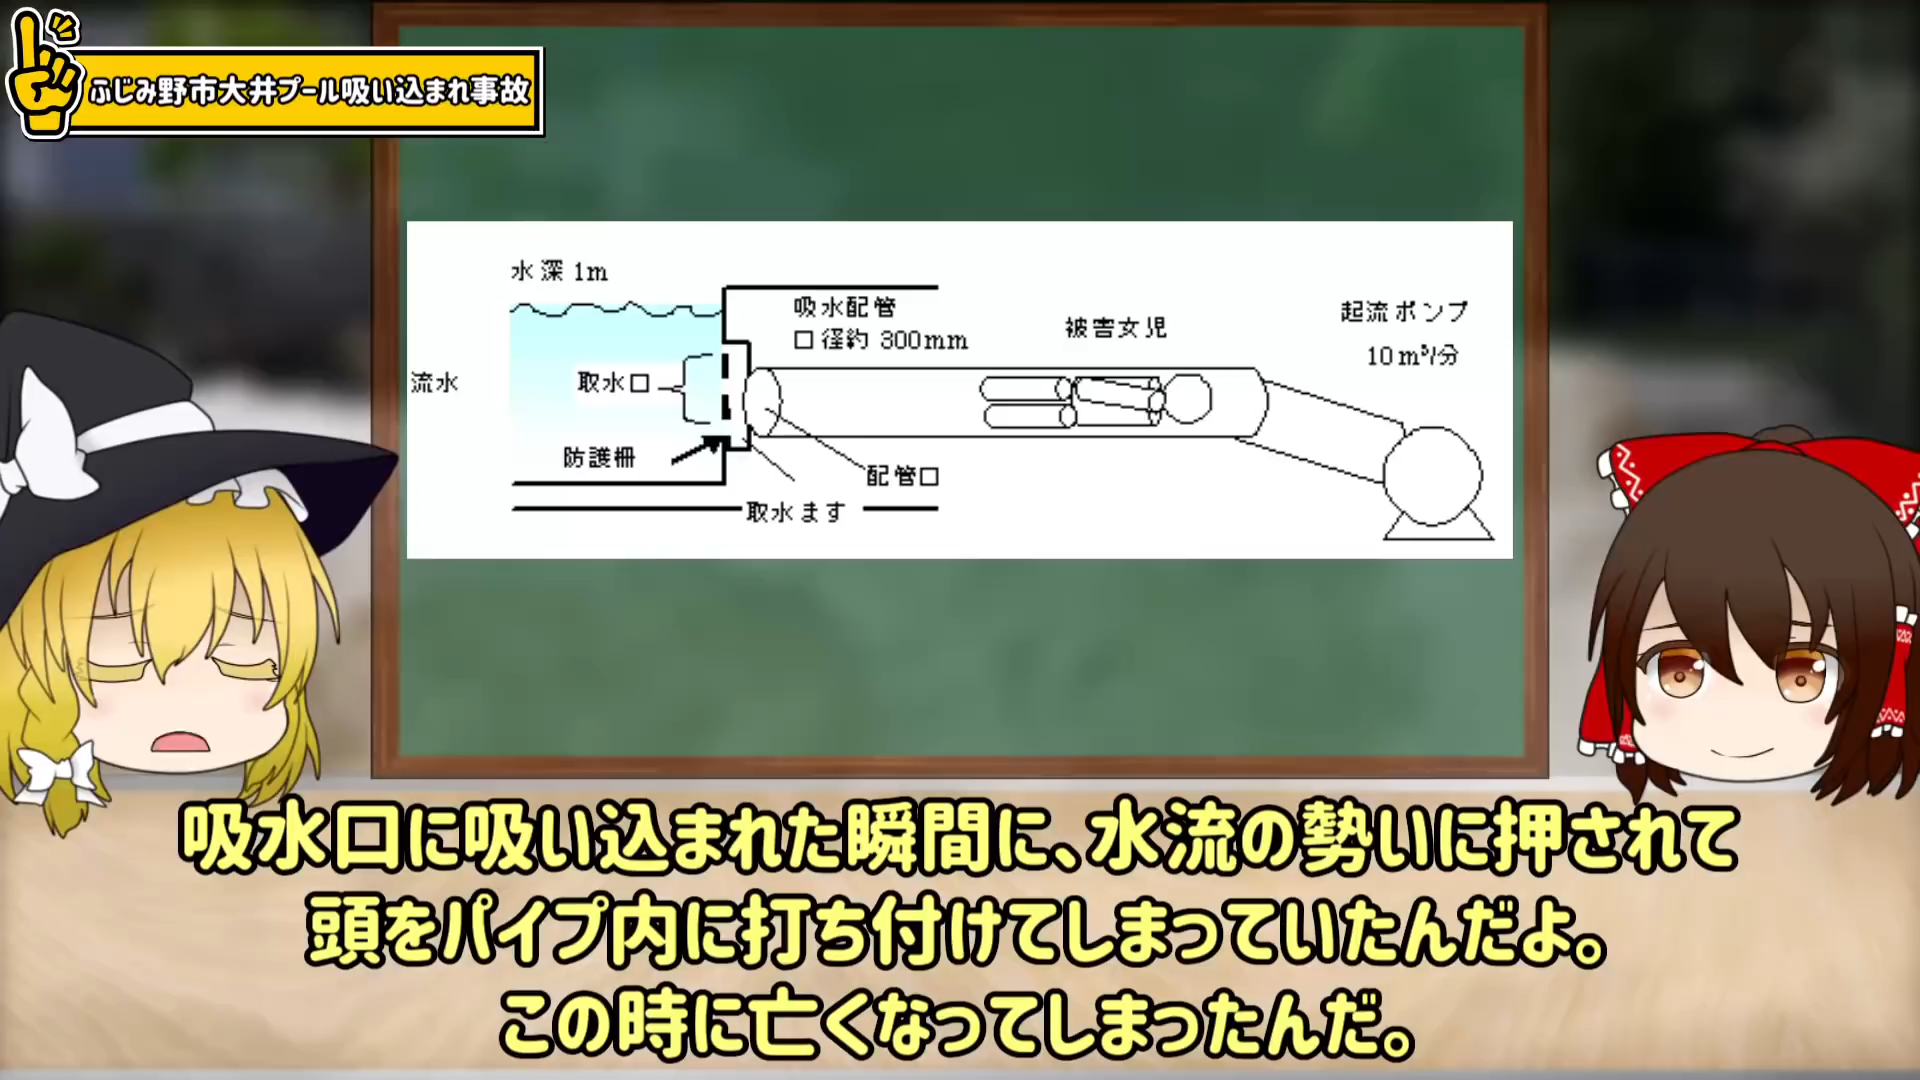 ふじみ野市大井プール吸い込まれ事故
水深 1m
吸水配管
口径約 300mm
被害女児
起流ポンプ
10㎥/分
流水
取水口
防護柵
配管口
取水ます
吸水口に吸い込まれた瞬間に、水流の勢いに押されて
頭をパイプ内に打ち付けてしまっていたんだよ。
この時に亡くなってしまったんだ。